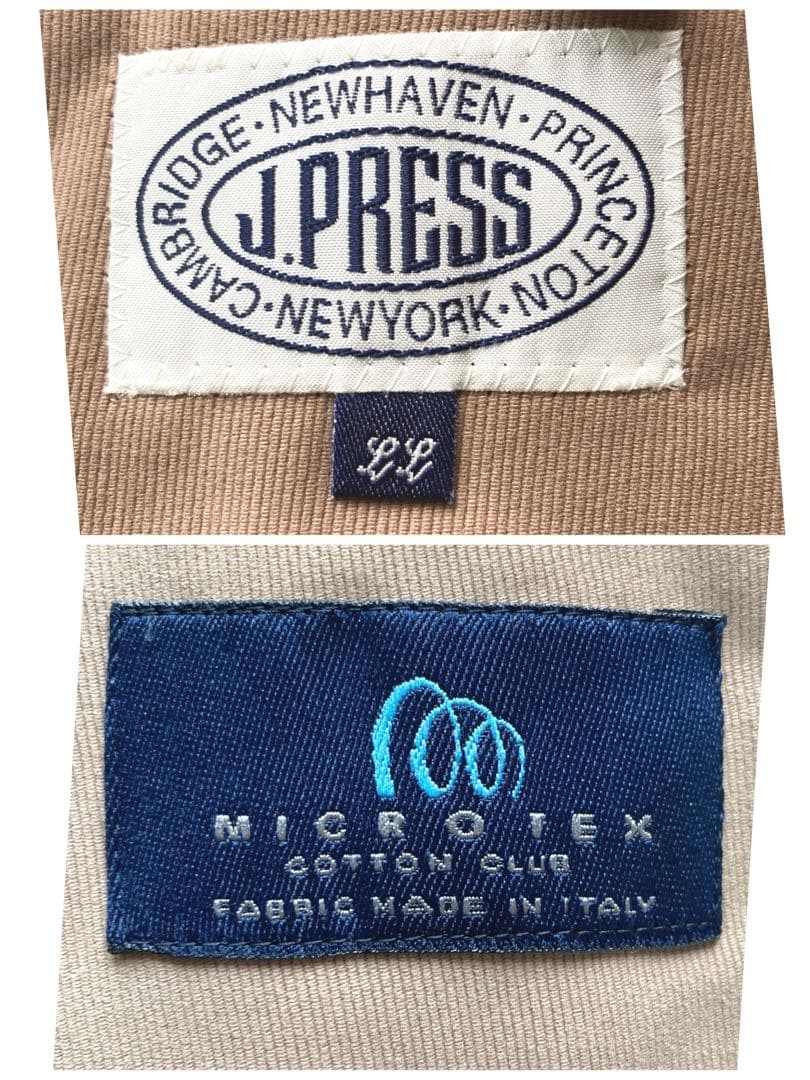 CAMBRIDGE·NEWHAVEN·PRINCETON
J.PRESS
·NEWYORK·
LL
MICROTEX
COTTON CLUB
FABRIC MADE IN ITALY